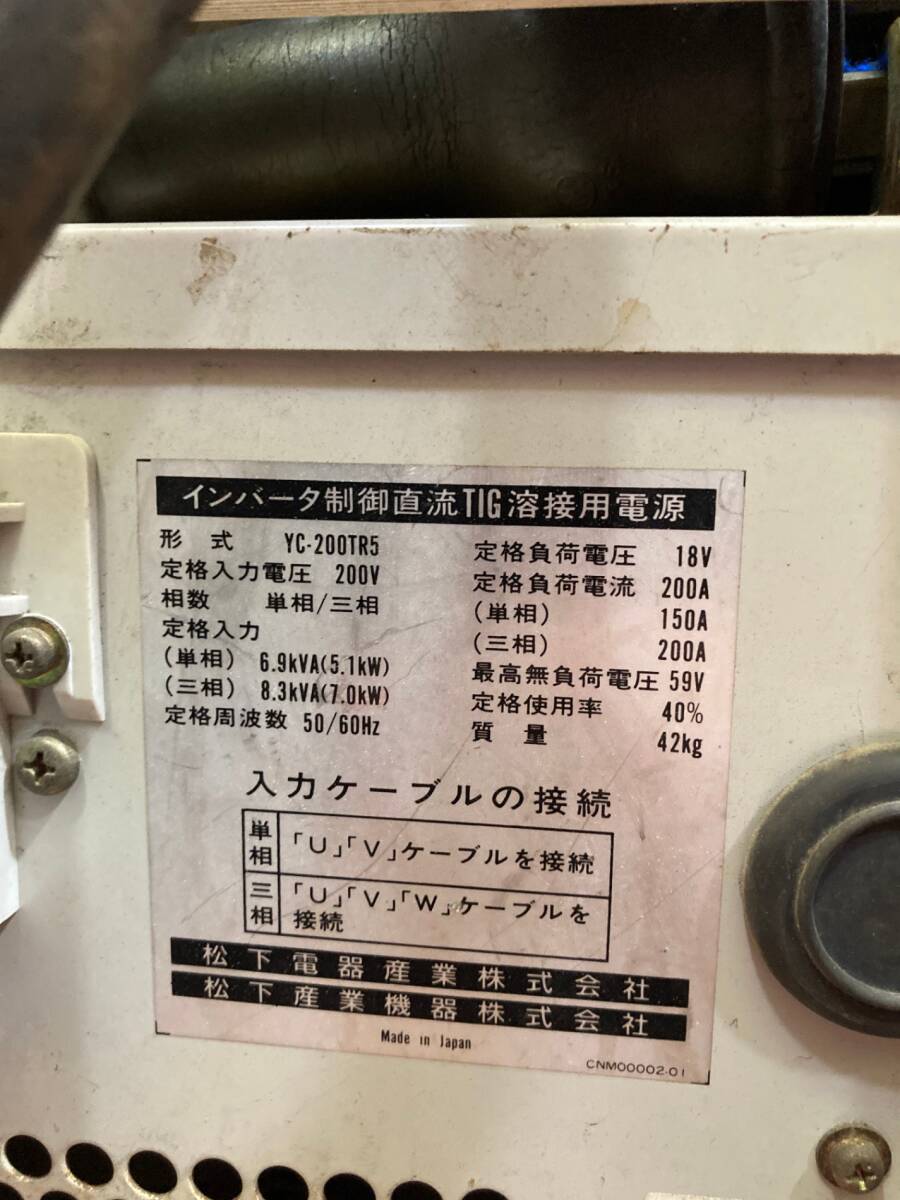 インバータ制御直流TIG溶接用電源
形式 YC-200TR5
定格入力電圧 200V
相数 単相/三相
定格入力
(単相) 6.9kVA(5.1kW)
(三相) 8.3kVA(7.0kW)
定格周波数 50/60Hz
定格負荷電圧 18V
定格負荷電流 200A
(単相) 150A
(三相) 200A
最高無負荷電圧 59V
定格使用率 40%
質量 42kg
入力ケーブルの接続
単相 「U」「V」ケーブルを接続
三相 「U」「V」「W」ケーブルを
接続
松下電器産業株式会社
松下産業機器株式会社
Made in Japan
CNM00002-01